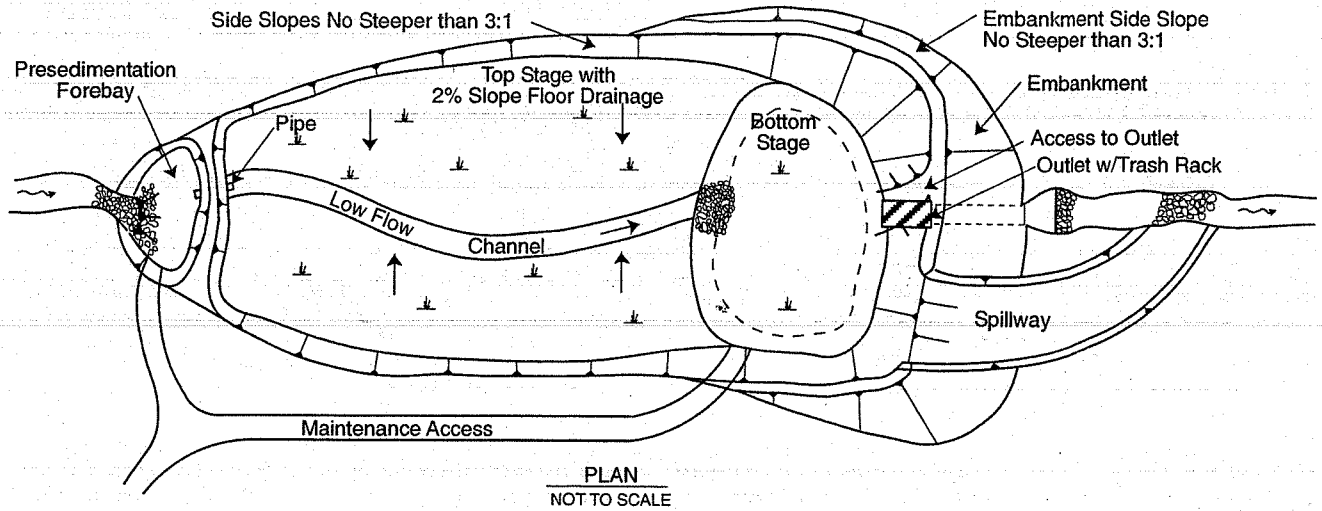 Side Slopes No Steeper than 3:1
Embankment Side Slope
No Steeper than 3:1
Presedimentation
Forebay
Top Stage with
2% Slope Floor Drainage
Embankment
Pipe
Bottom
Stage
Access to Outlet
Outlet w/Trash Rack
Low Flow
Channel
Spillway
Maintenance Access
PLAN
NOT TO SCALE